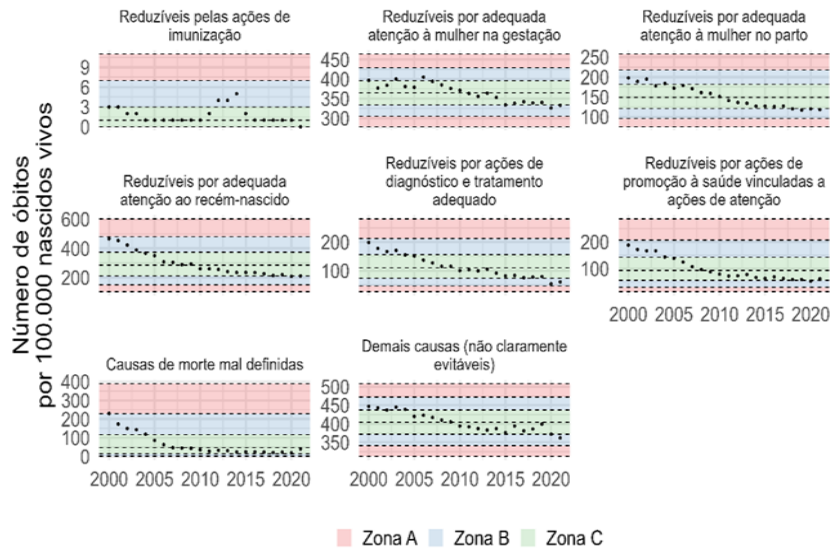 Número de óbitos
por 100.000 nascidos vivos
Reduzíveis pelas ações de
imunização
9
6
3
0
Reduzíveis por adequada
atenção à mulher na gestação
450
400
350
300
Reduzíveis por adequada
atenção à mulher no parto
250
200
150
100
Reduzíveis por adequada
atenção ao recém-nascido
600
400
200
Reduzíveis por ações de
diagnóstico e tratamento
adequado
200
100
Reduzíveis por ações de
promoção à saúde vinculadas a
ações de atenção
200
100
2000 2005 2010 2015 2020
Causas de morte mal definidas
400
300
200
100
0
2000 2005 2010 2015 2020
Demais causas (não claramente
evitáveis)
500
450
400
350
2000 2005 2010 2015 2020
Zona A Zona B Zona C